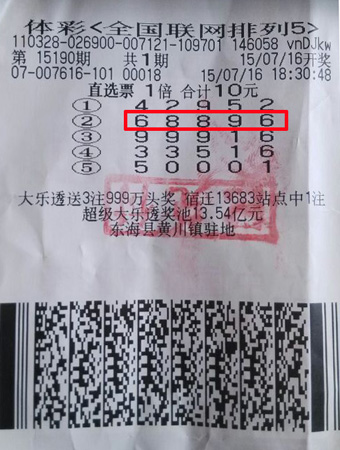 体彩<全国联网排列5>
110328-026900-007121-109701 146058 vnDJkw
第 15190期 共1期 15/07/16开奖
07-007616-101 00018 15/07/16 18:30:48
直选票 1倍 合计10元
① 4 2 9 5 2
② 6 8 8 9 6
③ 9 9 9 1 6
④ 3 3 5 1 6
⑤ 5 0 0 0 1
大乐透送3注999万头奖 宿迁13683站点中1注
超级大乐透奖池13.54亿元
东海县黄川镇驻地